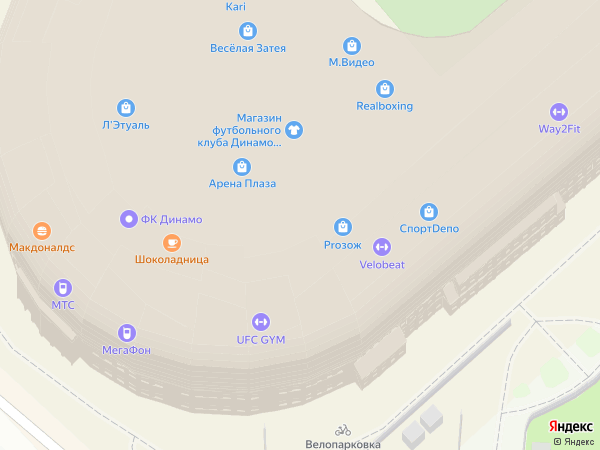 Kari
Весёлая Затея
М.Видео
Realboxing
Л'Этуаль
Магазин
футбольного
клуба Динамо...
Way2Fit
Арена Плаза
ФК Динамо
СпортDепо
Макдоналдс
Шоколадница
Proзож
Velobeat
МТС
МегаФон
UFC GYM
Велопарковка
Яндекс
© Яндекс